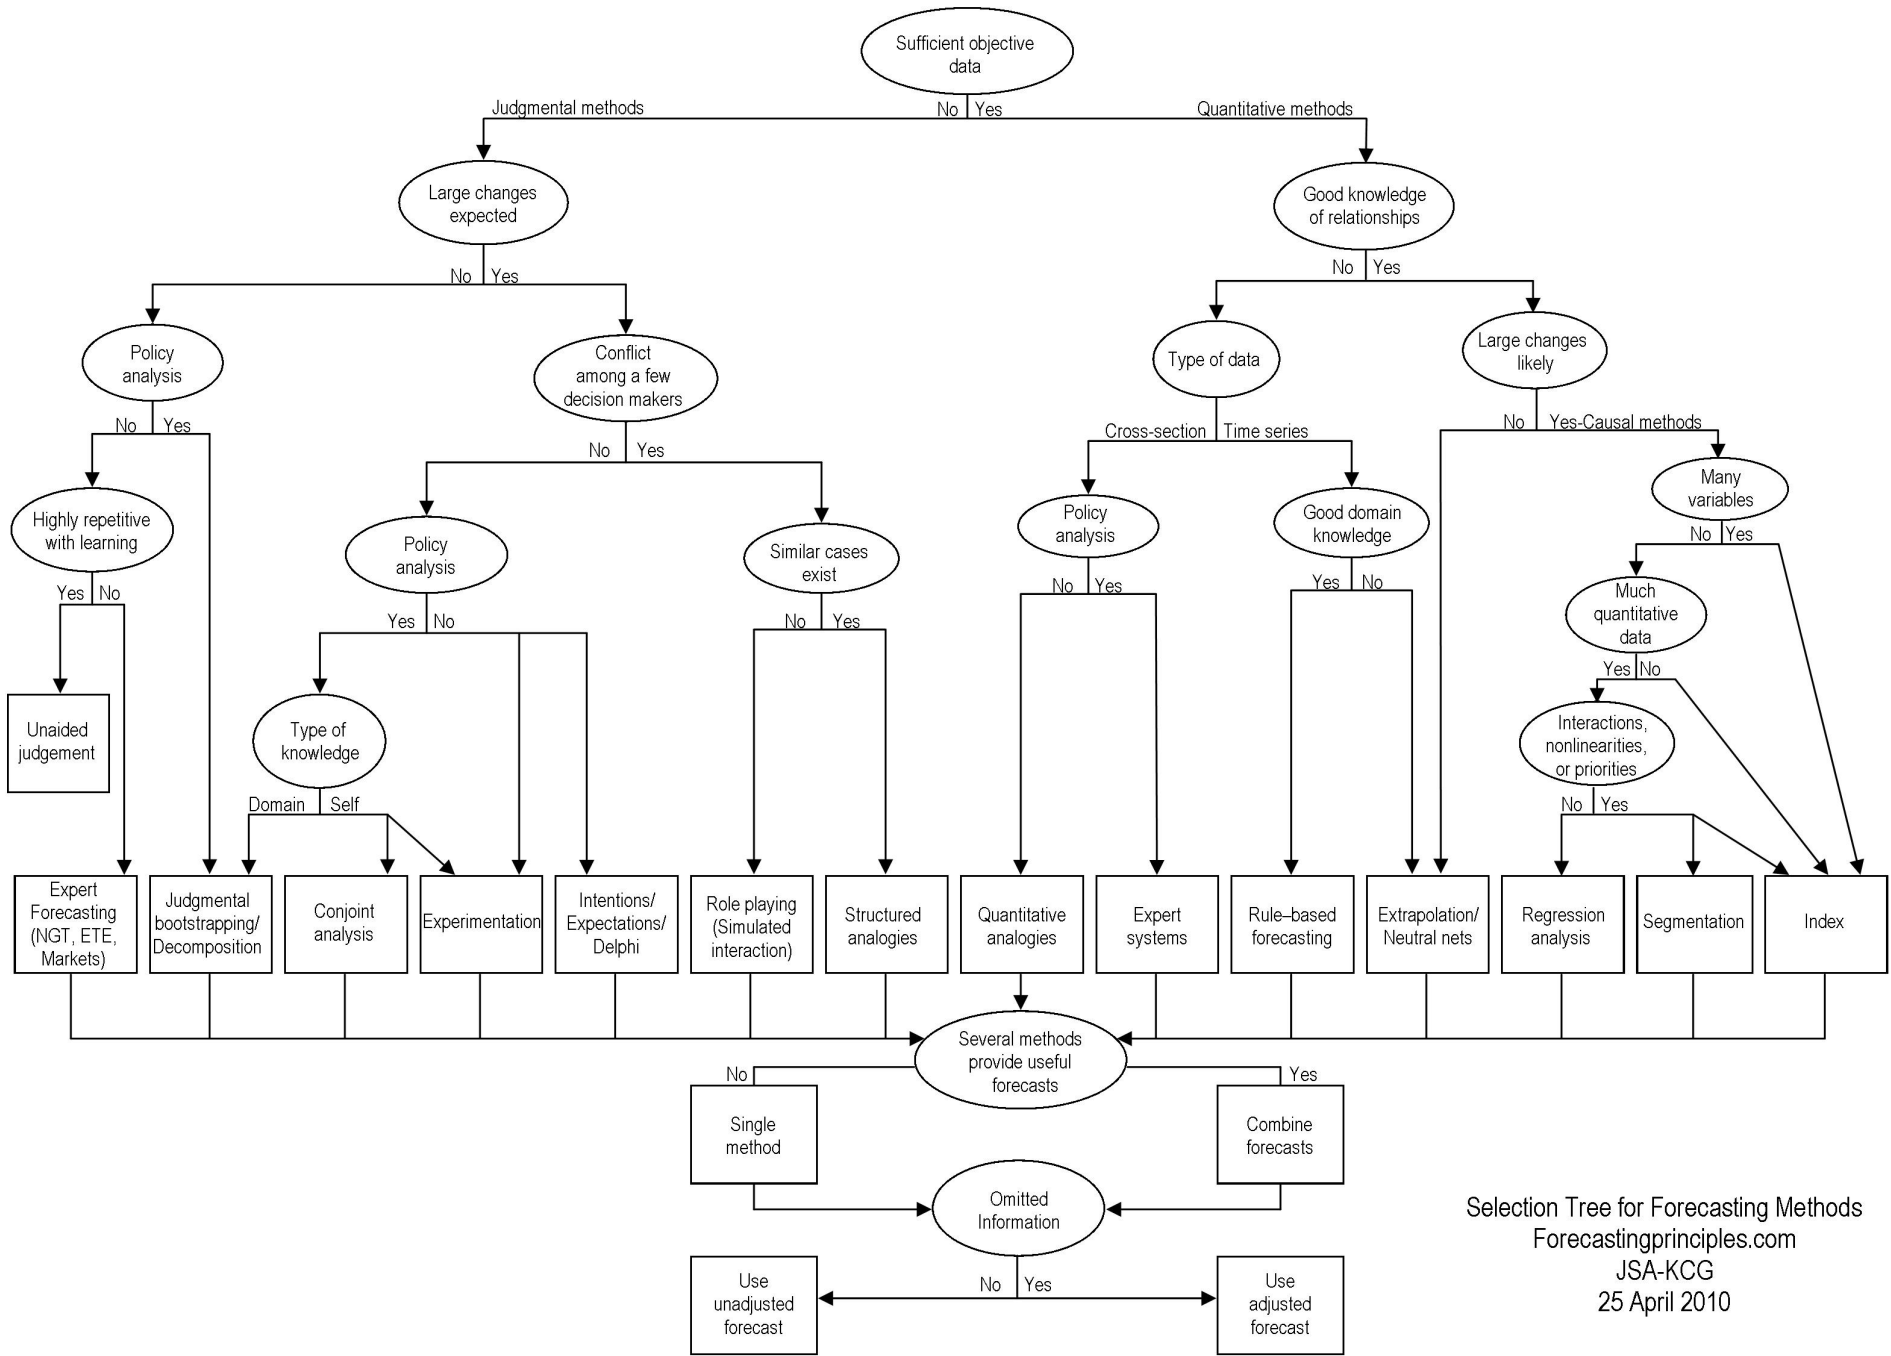 Sufficient objective
data
Judgmental methods
No
Yes
Quantitative methods
Large changes
expected
Good knowledge
of relationships
No
Yes
No
Yes
Policy
analysis
Conflict
among a few
decision makers
Type of data
Large changes
likely
No
Yes
No
Yes
Cross-section
Time series
No
Yes-Causal methods
Highly repetitive
with learning
Policy
analysis
Similar cases
exist
Policy
analysis
Good domain
knowledge
Many
variables
Yes
No
Yes
No
No
Yes
No
Yes
Yes
No
No
Yes
Much
quantitative
data
Yes
No
Unaided
judgement
Type of
knowledge
Interactions,
nonlinearities,
or priorities
Domain
Self
No
Yes
Expert
Forecasting
(NGT, ETE,
Markets)
Judgmental
bootstrapping/
Decomposition
Conjoint
analysis
Experimentation
Intentions/
Expectations/
Delphi
Role playing
(Simulated
interaction)
Structured
analogies
Quantitative
analogies
Expert
systems
Rule–based
forecasting
Extrapolation/
Neutral nets
Regression
analysis
Segmentation
Index
Several methods
provide useful
forecasts
No
Yes
Single
method
Combine
forecasts
Omitted
Information
No
Yes
Use
unadjusted
forecast
Use
adjusted
forecast
Selection Tree for Forecasting Methods
Forecastingprinciples.com
JSA-KCG
25 April 2010